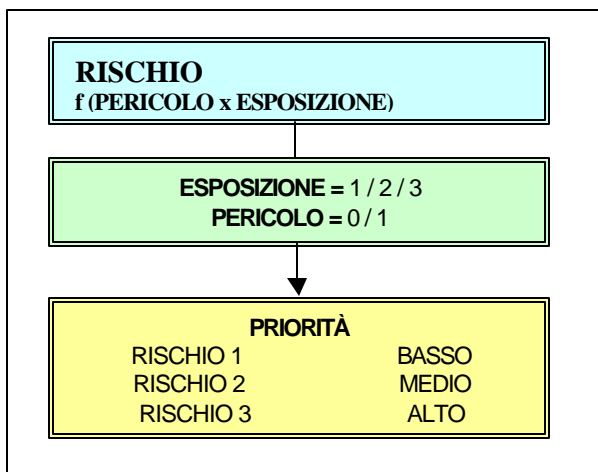 RISCHIO
f (PERICOLO x ESPOSIZIONE)
ESPOSIZIONE = 1 / 2 / 3
PERICOLO = 0 / 1
PRIORITÀ
RISCHIO 1 BASSO
RISCHIO 2 MEDIO
RISCHIO 3 ALTO